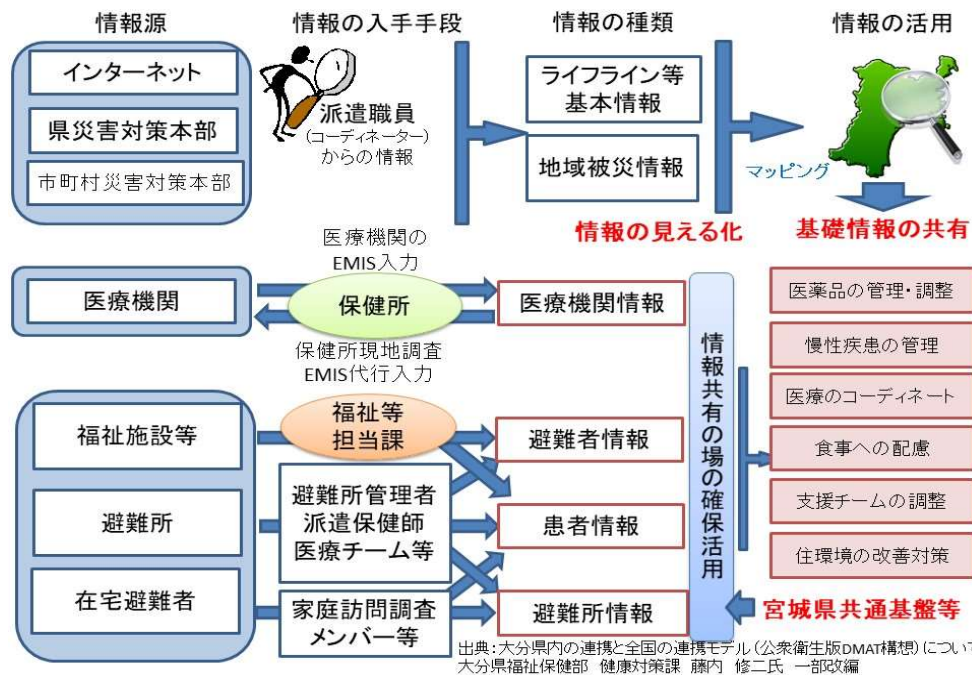 情報源
情報の入手手段
情報の種類
情報の活用
インターネット
県災害対策本部
市町村災害対策本部
派遣職員
(コーディネーター)
からの情報
ライフライン等
基本情報
地域被災情報
マッピング
情報の見える化
基礎情報の共有
医療機関の
EMIS入力
医療機関
保健所
医療機関情報
保健所現地調査
EMIS代行入力
福祉施設等
避難所
在宅避難者
福祉等
担当課
避難所管理者
派遣保健師
医療チーム等
家庭訪問調査
メンバー等
避難者情報
患者情報
避難所情報
情報共有の場の確保活用
医薬品の管理・調整
慢性疾患の管理
医療のコーディネート
食事への配慮
支援チームの調整
住環境の改善対策
宮城県共通基盤等
出典:大分県内の連携と全国の連携モデル(公衆衛生版DMAT構想)につい
大分県福祉保健部 健康対策課 藤内 修二氏 一部改編